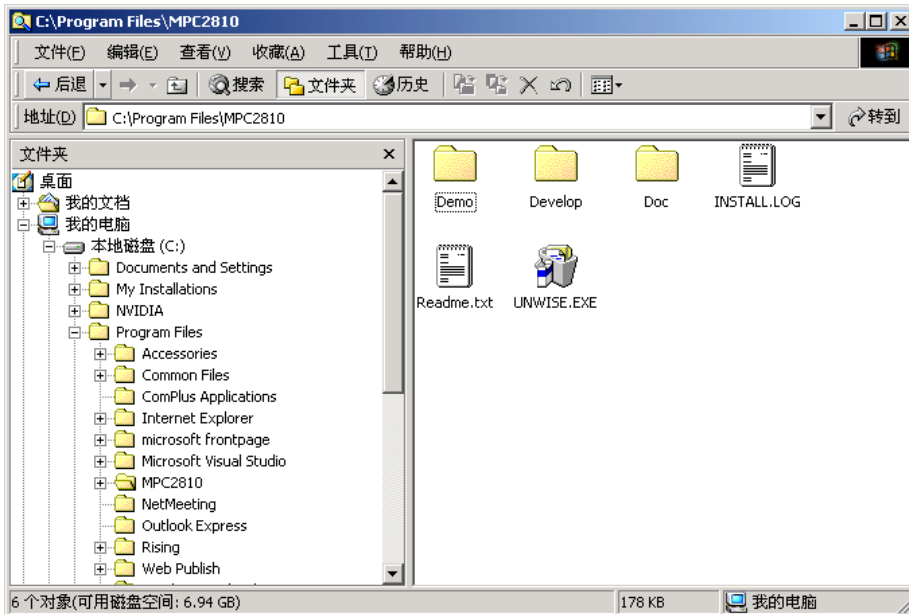 C:\Program Files\MPC2810
文件(F) 编辑(E) 查看(V) 收藏(A) 工具(T) 帮助(H)
后退 搜索 文件夹 历史
地址(D) C:\Program Files\MPC2810 转到
文件夹
桌面
我的文档
我的电脑
本地磁盘 (C:)
Documents and Settings
My Installations
NVIDIA
Program Files
Accessories
Common Files
ComPlus Applications
Internet Explorer
microsoft frontpage
Microsoft Visual Studio
MPC2810
NetMeeting
Outlook Express
Rising
Web Publish
Demo Develop Doc INSTALL.LOG
Readme.txt UNWISE.EXE
6 个对象(可用磁盘空间: 6.94 GB) 178 KB 我的电脑